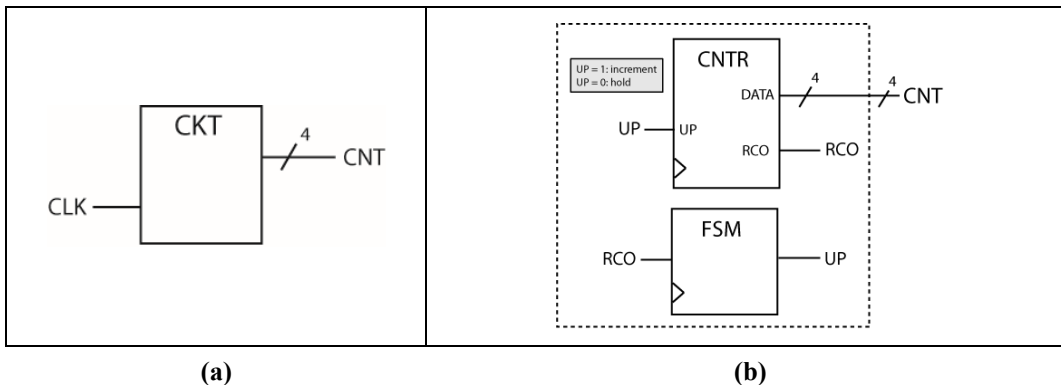 CKT
4
CNT
CLK
(a)
UP = 1: increment
UP = 0: hold
CNTR
4
4
DATA
CNT
UP
UP
RCO
RCO
FSM
RCO
UP
(b)